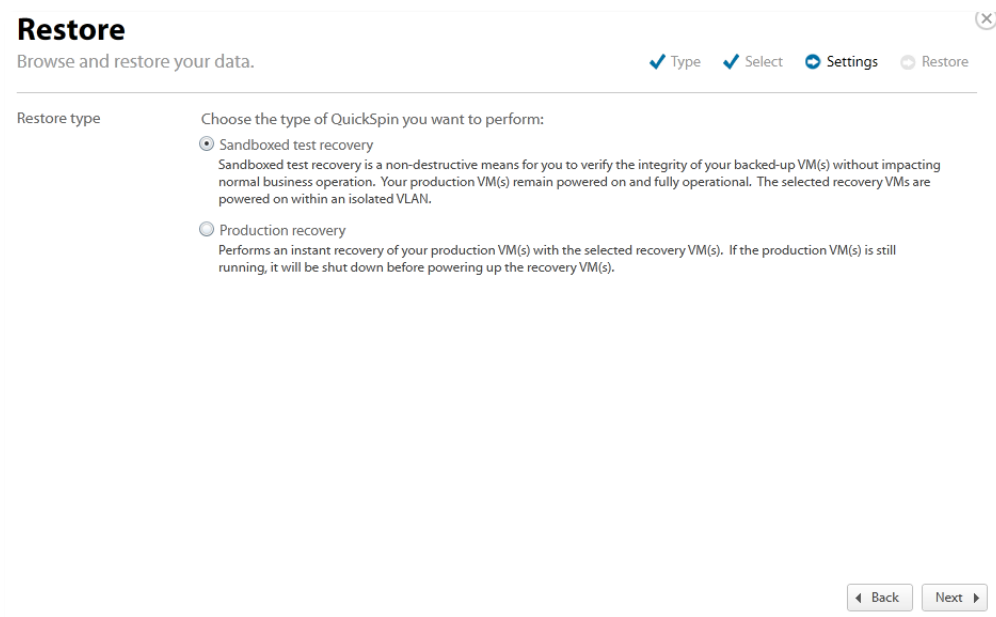 Restore
Browse and restore your data.
Type
Select
Settings
Restore
Restore type
Choose the type of QuickSpin you want to perform:
Sandboxed test recovery
Sandboxed test recovery is a non-destructive means for you to verify the integrity of your backed-up VM(s) without impacting
normal business operation. Your production VM(s) remain powered on and fully operational. The selected recovery VMs are
powered on within an isolated VLAN.
Production recovery
Performs an instant recovery of your production VM(s) with the selected recovery VM(s). If the production VM(s) is still
running, it will be shut down before powering up the recovery VM(s).
Back
Next